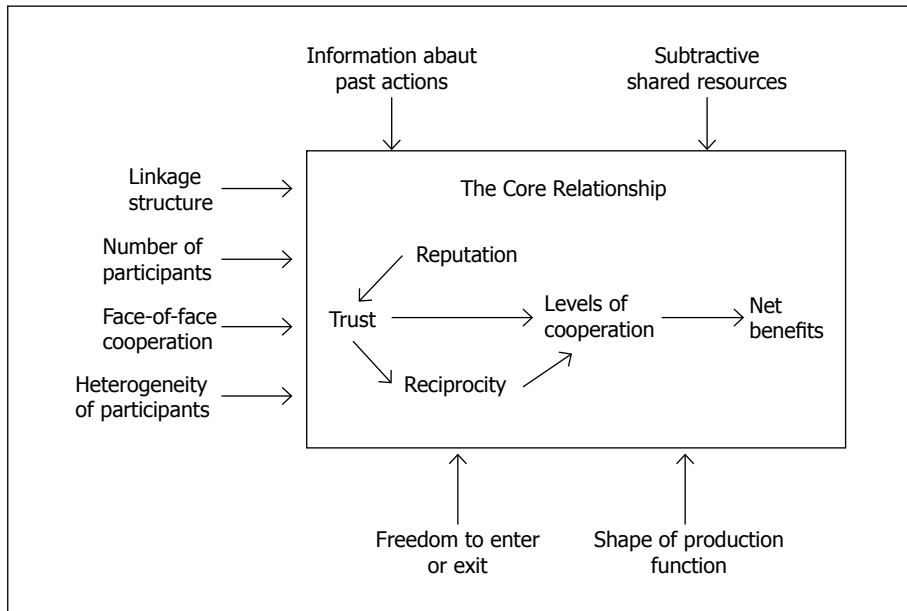 Information abaut
past actions
Subtractive
shared resources
Linkage
structure
Number of
participants
Face-of-face
cooperation
Heterogeneity
of participants
The Core Relationship
Reputation
Trust
Levels of
cooperation
Net
benefits
Reciprocity
Freedom to enter
or exit
Shape of production
function